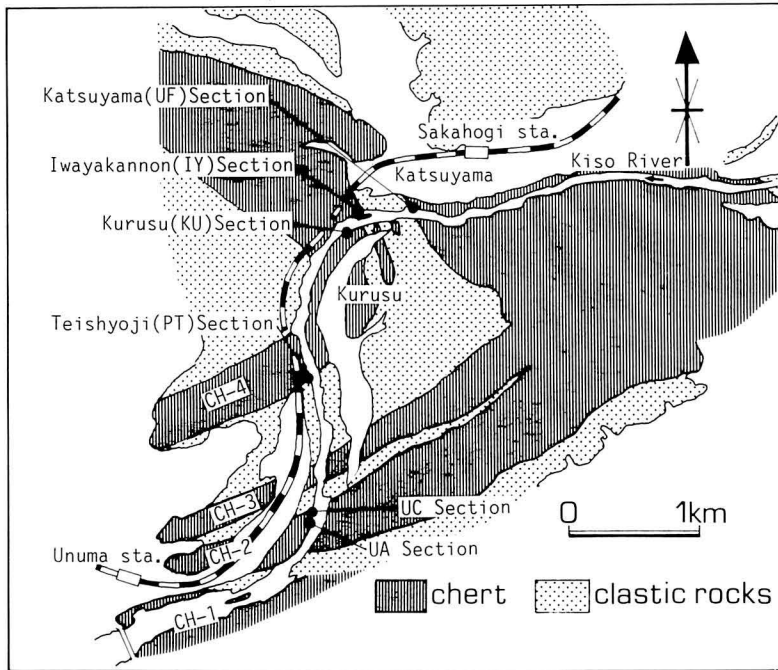 Katsuyama(UF)Section
Sakahogi sta.
Iwayakannon(IY)Section
Katsuyama
Kiso River
Kurusu(KU)Section
Kurusu
Teishyoji(PT)Section
CH-4
CH-3
UC Section
0 1km
Unuma sta.
CH-2
UA Section
chert
clastic rocks
CH-1